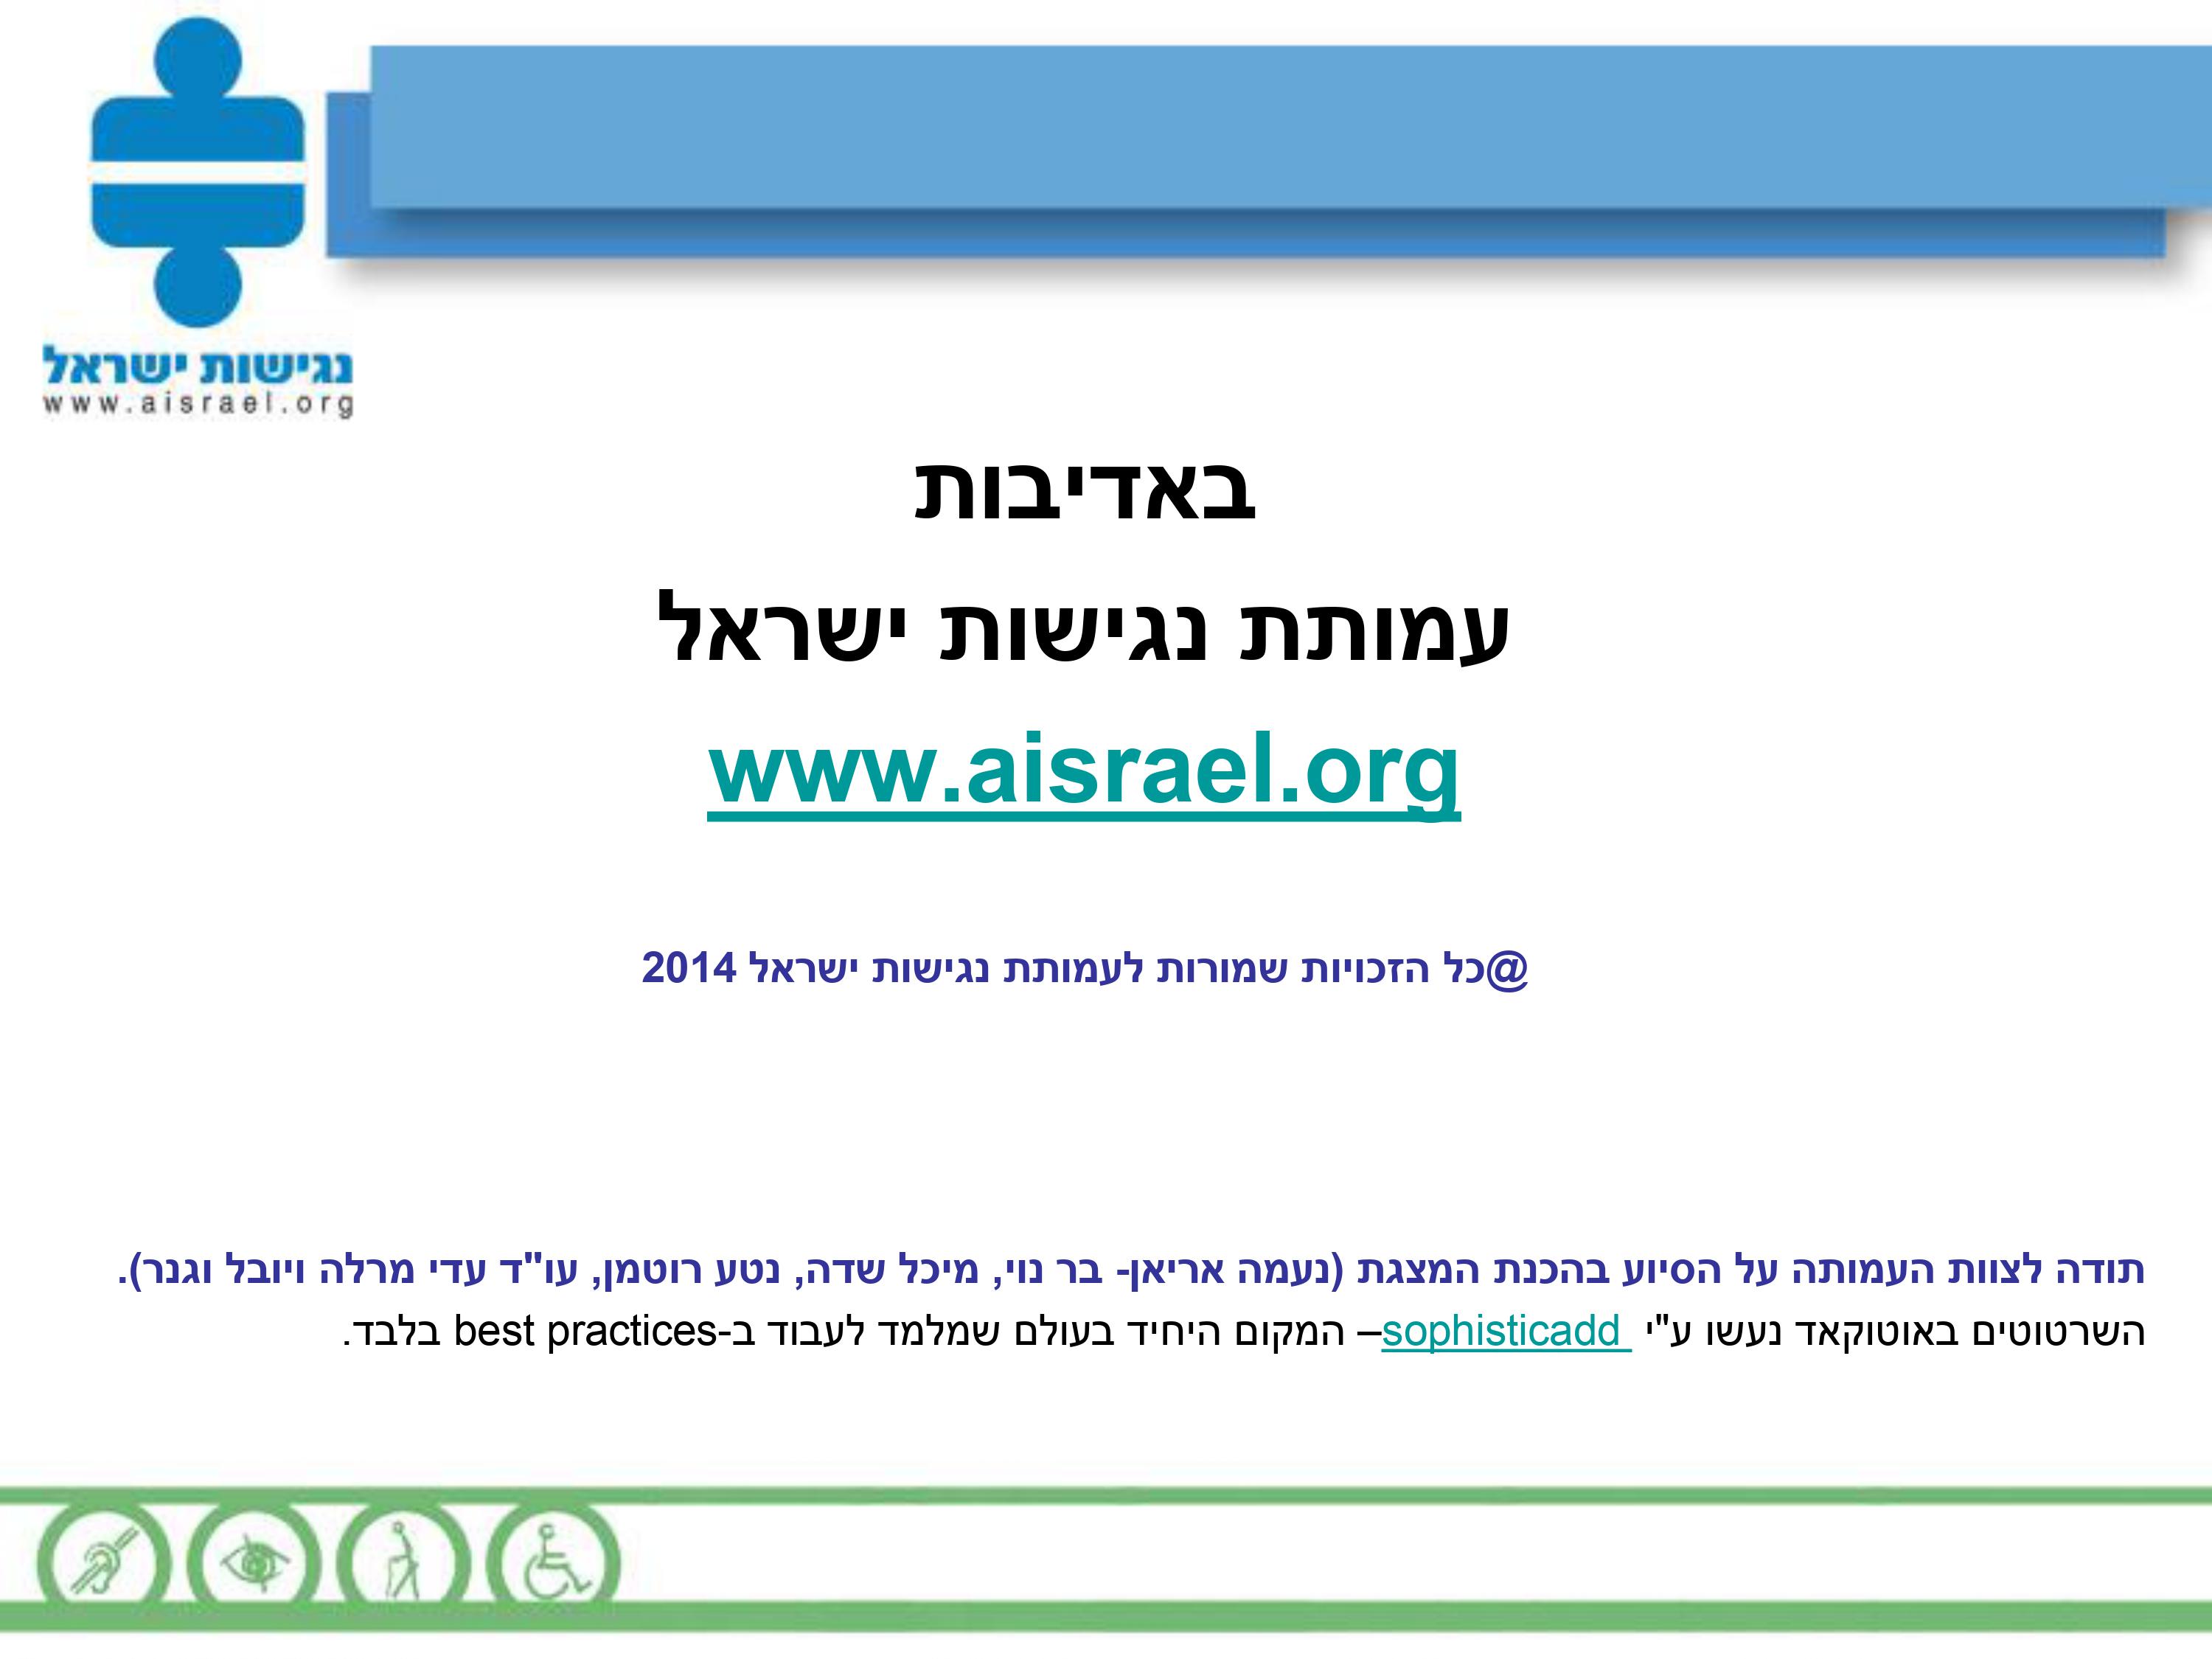 נגישות ישראל
www.aisrael.org
באדיבות
עמותת נגישות ישראל
www.aisrael.org
@כל הזכויות שמורות לעמותת נגישות ישראל 2014
תודה לצוות העמותה על הסיוע בהכנת המצגת (נעמה אריאן- בר נוי, מיכל שדה, נטע רוטמן, עו"ד עדי מרלה ויובל וגנר).
השרטוטים באוטוקאד נעשו ע"י sophisticadd – המקום היחיד בעולם שמלמד לעבוד ב-best practices בלבד.